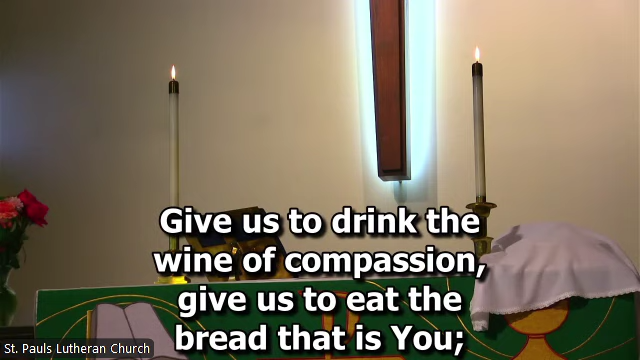 Give us to drink the
wine of compassion,
give us to eat the
bread that is You;
St. Pauls Lutheran Church